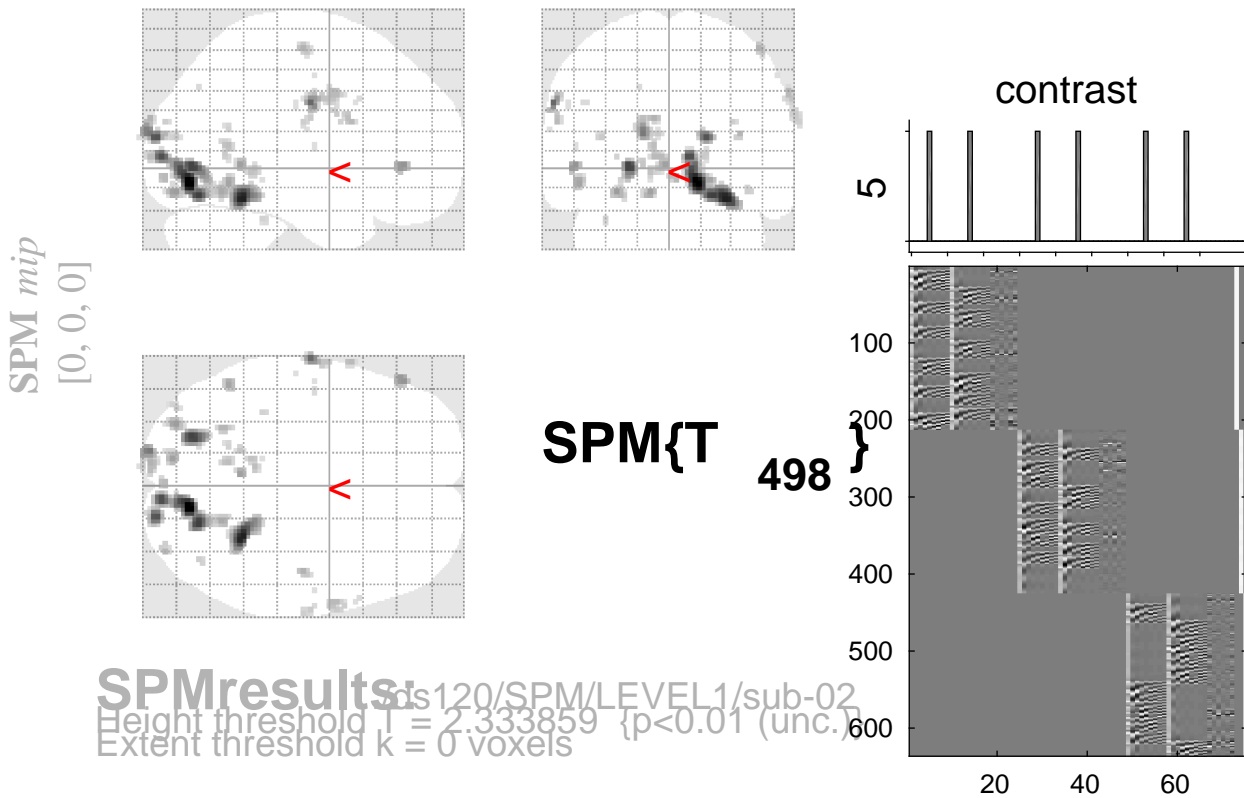 SPM mip
[0, 0, 0]
<
<
<
SPM{T 498 }
SPMresults: /ds120/SPM/LEVEL1/sub-02
Height threshold T = 2.333859 {p<0.01 (unc.)}
Extent threshold k = 0 voxels
contrast
5
100
200
300
400
500
600
20 40 60